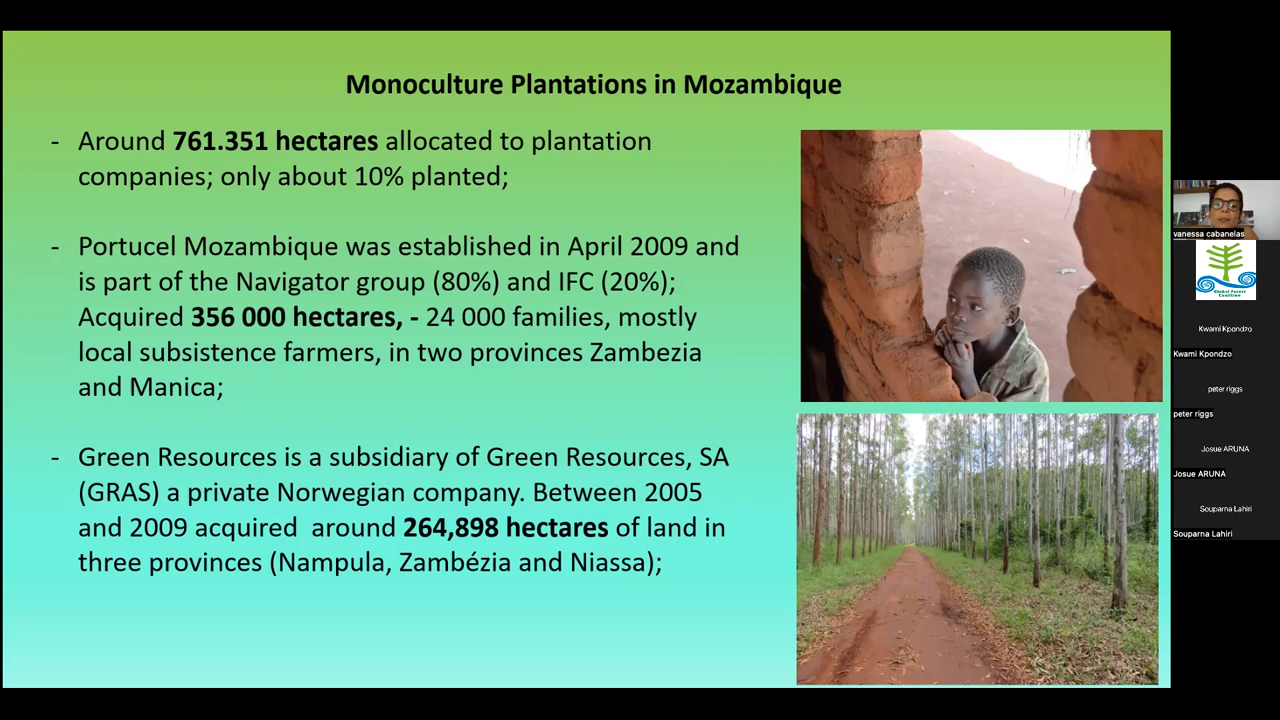 Monoculture Plantations in Mozambique
- Around 761.351 hectares allocated to plantation
companies; only about 10% planted;
- Portucel Mozambique was established in April 2009 and
is part of the Navigator group (80%) and IFC (20%);
Acquired 356 000 hectares, - 24 000 families, mostly
local subsistence farmers, in two provinces Zambezia
and Manica;
- Green Resources is a subsidiary of Green Resources, SA
(GRAS) a private Norwegian company. Between 2005
and 2009 acquired  around 264,898 hectares of land in
three provinces (Nampula, Zambézia and Niassa);
vanessa cabanelas
Global Forest
Coalition
Kwami Kpondzo
Kwami Kpondzo
peter riggs
peter riggs
Josue ARUNA
Josue ARUNA
Souparna Lahiri
Souparna Lahiri